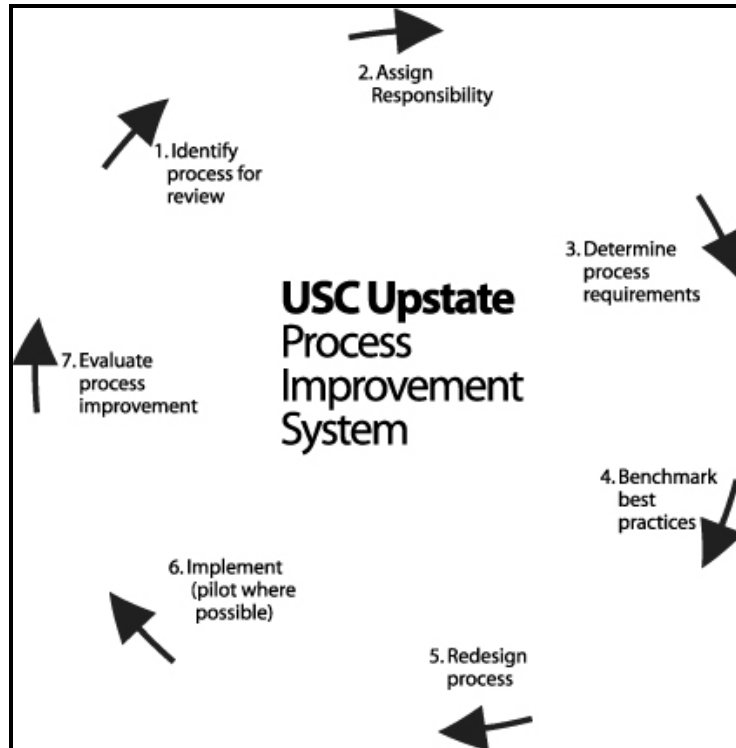 2. Assign
Responsibility
1. Identify
process for
review
3. Determine
process
requirements
USC Upstate
Process
Improvement
System
7. Evaluate
process
improvement
4. Benchmark
best
practices
6. Implement
(pilot where
possible)
5. Redesign
process